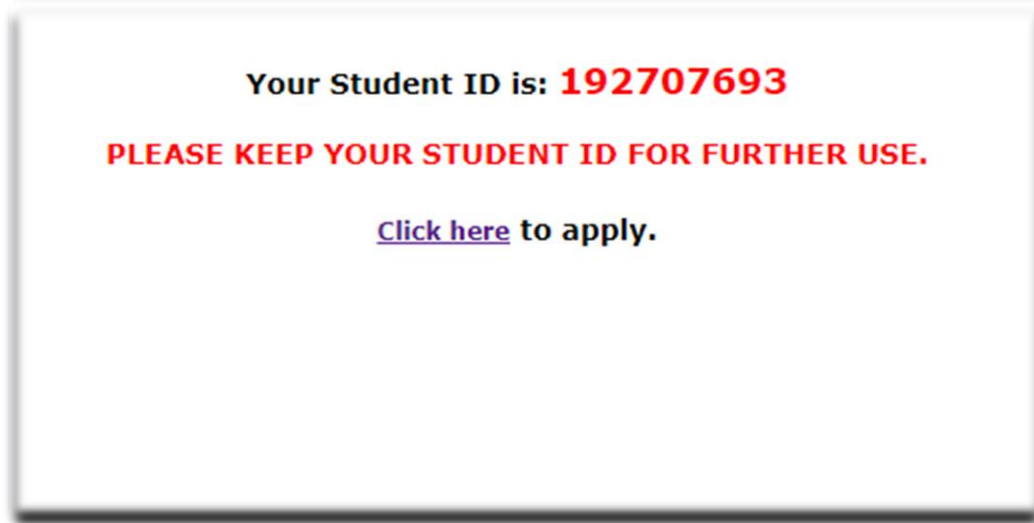 Your Student ID is: 192707693
PLEASE KEEP YOUR STUDENT ID FOR FURTHER USE.
Click here to apply.